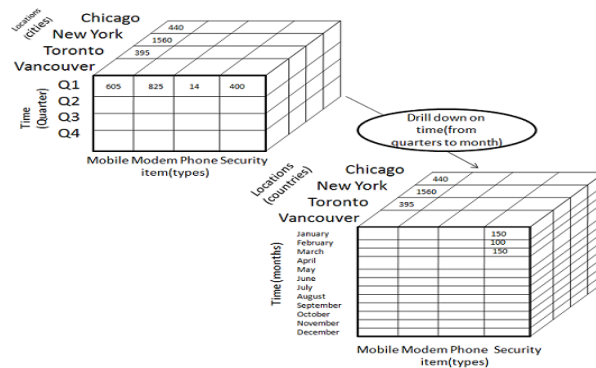 Locations
(cities)
Chicago
New York
Toronto
Vancouver
440
1560
395
Time
(Quarter)
Q1 605 825 14 400
Q2
Q3
Q4
Mobile Modem Phone Security
item(types)
Drill down on
time(from
quarters to month)
Locations
(countries)
Chicago
New York
Toronto
Vancouver
440
1560
395
Time (months)
January 150
February 100
March 150
April
May
June
July
August
September
October
November
December
Mobile Modem Phone Security
item(types)